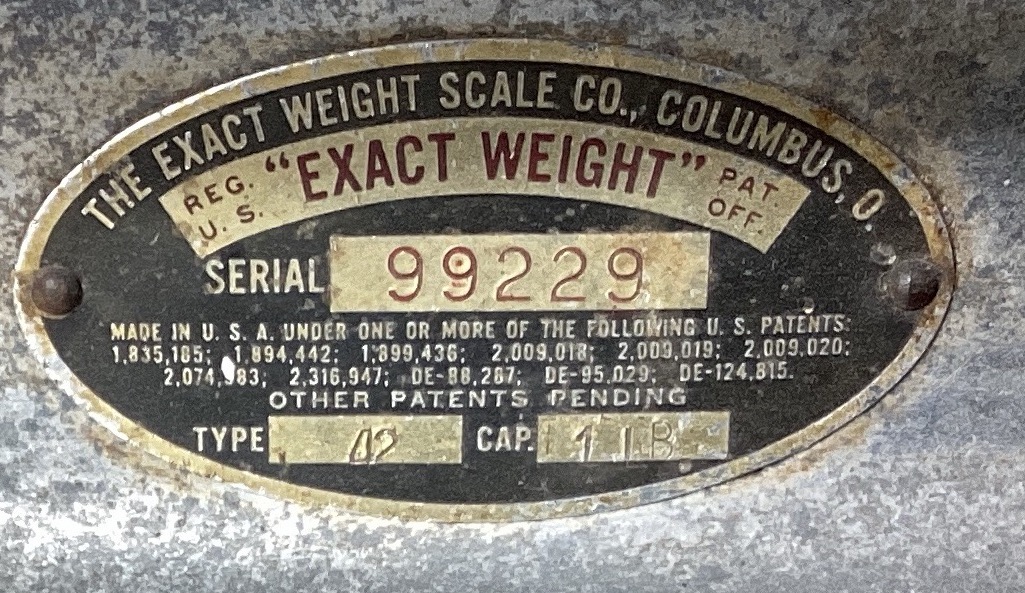 THE EXACT WEIGHT SCALE CO., COLUMBUS, O
REG. U. S. "EXACT WEIGHT" PAT. OFF.
SERIAL 99229
MADE IN U. S. A. UNDER ONE OR MORE OF THE FOLLOWING U. S. PATENTS:
1,835,185; 1,894,442; 1,899,436; 2,009,018; 2,009,019; 2,009,020;
2,316,947; DE-88,287; DE-95,029; DE-124,815.
OTHER PATENTS PENDING
TYPE 42 CAP. 1 LB